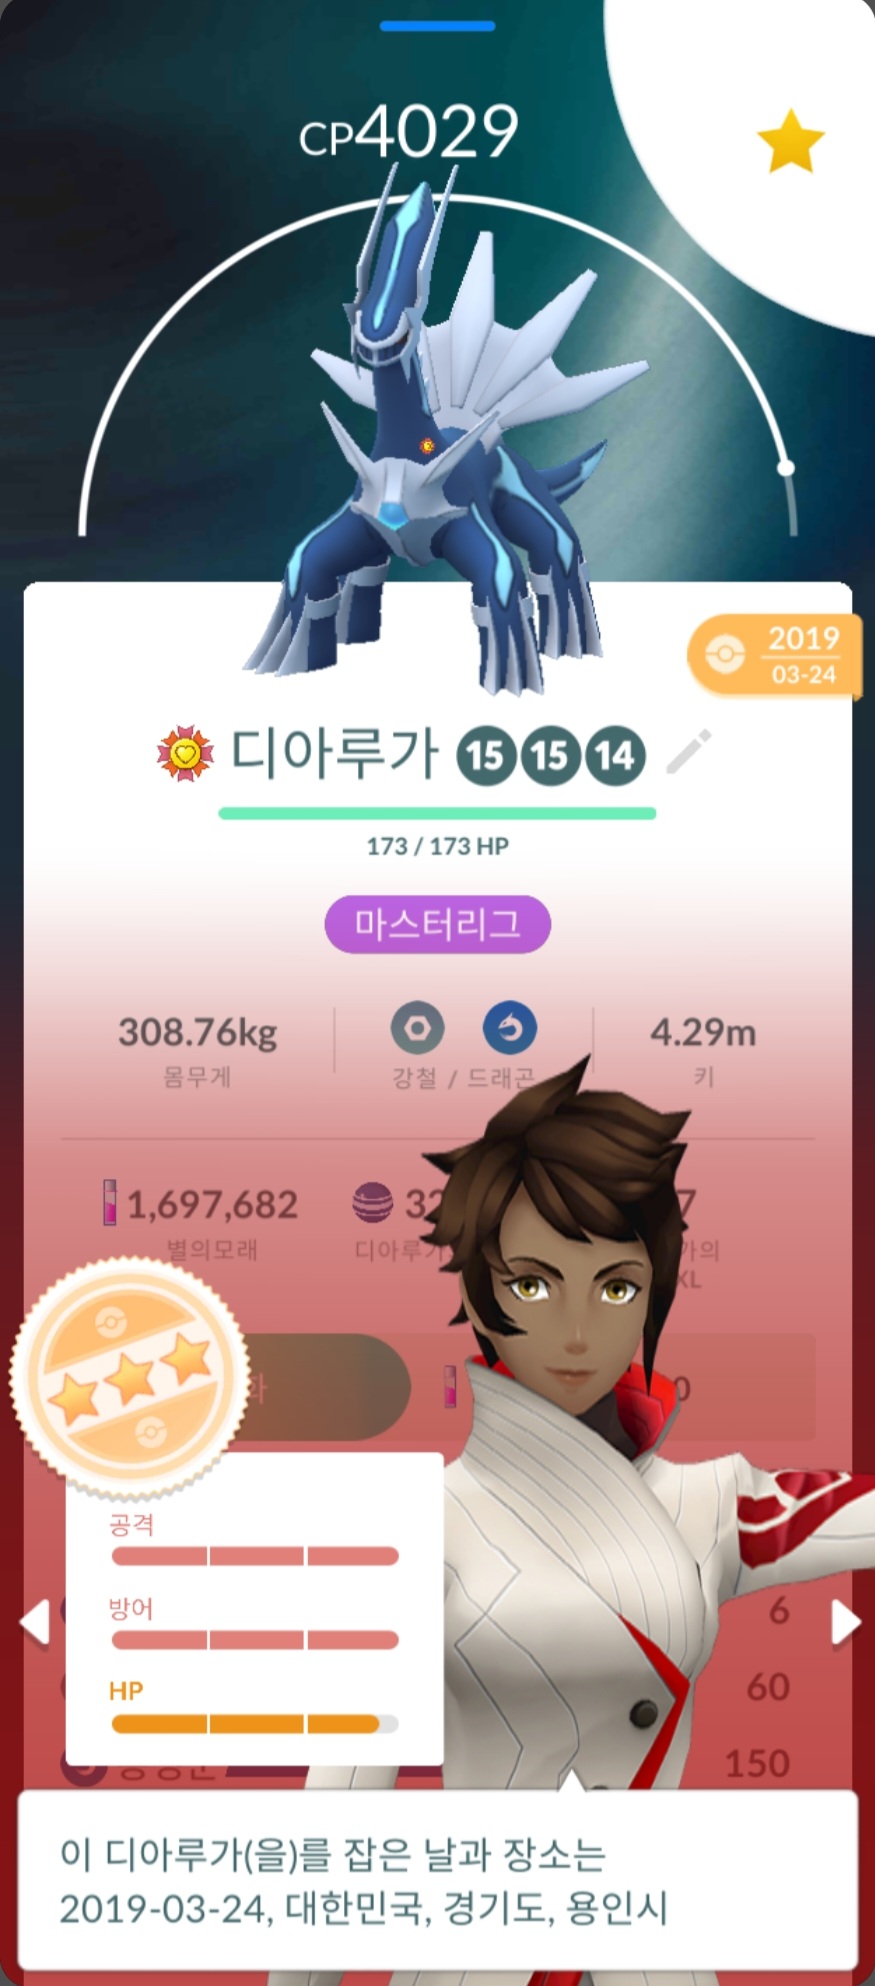 CP4029
2019
03-24
디아루가 15 15 14
173 / 173 HP
마스터리그
308.76kg
몸무게
강철 / 드래곤
4.29m
키
1,697,682
별의모래
32
디아루가
7
가의
XL
화
0
공격
방어
HP
6
60
150
이 디아루가(을)를 잡은 날과 장소는
2019-03-24, 대한민국, 경기도, 용인시